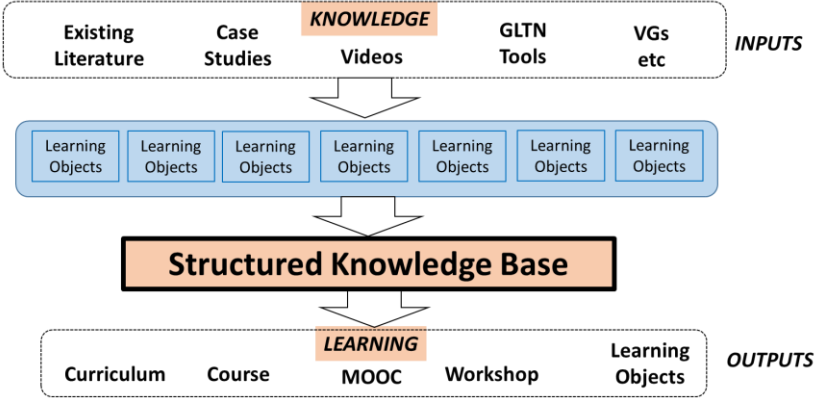 KNOWLEDGE
Existing
Literature
Case
Studies
Videos
GLTN
Tools
VGs
etc
INPUTS
Learning
Objects
Learning
Objects
Learning
Objects
Learning
Objects
Learning
Objects
Learning
Objects
Learning
Objects
Structured Knowledge Base
LEARNING
Curriculum
Course
MOOC
Workshop
Learning
Objects
OUTPUTS